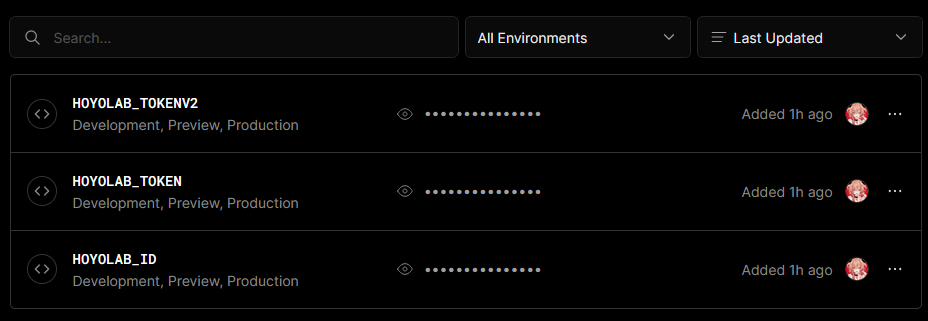 Search...
All Environments
Last Updated
HOYOLAB_TOKENV2
Development, Preview, Production
•••••••••••••••
Added 1h ago
HOYOLAB_TOKEN
Development, Preview, Production
•••••••••••••••
Added 1h ago
HOYOLAB_ID
Development, Preview, Production
•••••••••••••••
Added 1h ago